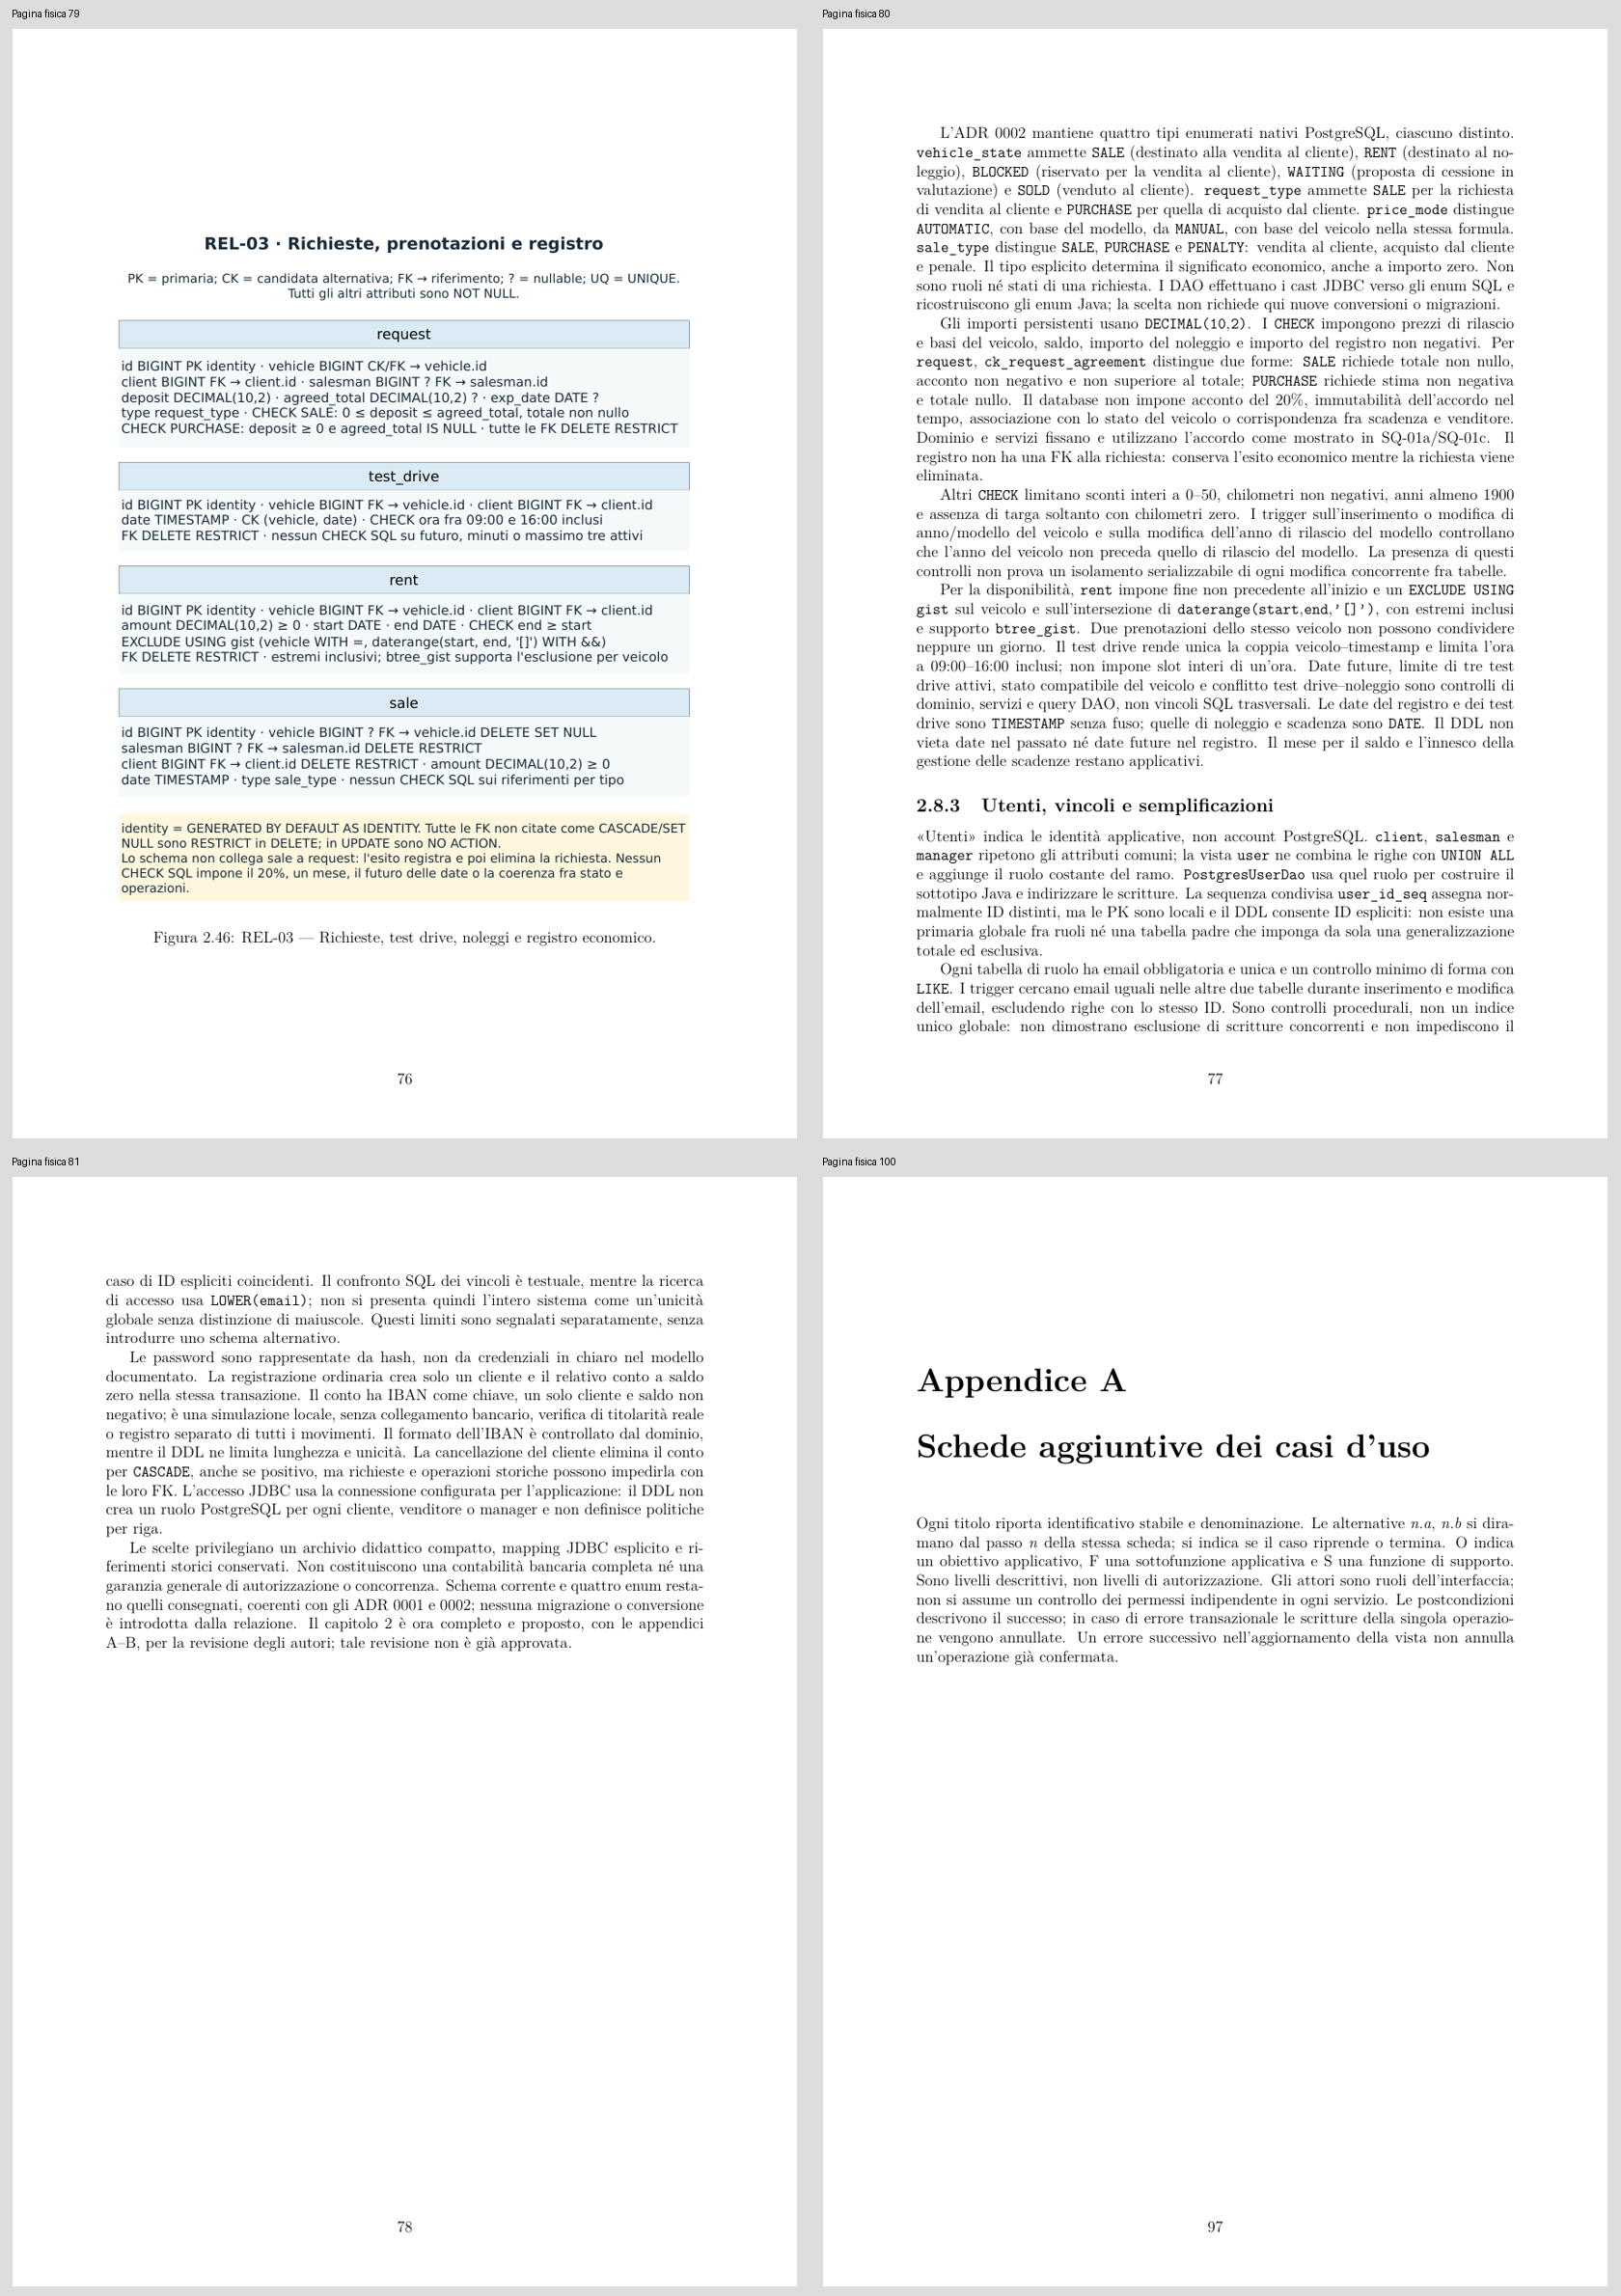 Pagina fisica 79
REL-03 · Richieste, prenotazioni e registro
PK = primaria; CK = candidata alternativa; FK → riferimento; ? = nullable; UQ = UNIQUE.
Tutti gli altri attributi sono NOT NULL.
request
id BIGINT PK identity · vehicle BIGINT CK/FK → vehicle.id
client BIGINT FK → client.id · salesman BIGINT ? FK → salesman.id
deposit DECIMAL(10,2) · agreed_total DECIMAL(10,2) ? · exp_date DATE ?
type request_type · CHECK SALE: 0 ≤ deposit ≤ agreed_total, totale non nullo
CHECK PURCHASE: deposit ≥ 0 e agreed_total IS NULL · tutte le FK DELETE RESTRICT
test_drive
id BIGINT PK identity · vehicle BIGINT FK → vehicle.id · client BIGINT FK → client.id
date TIMESTAMP · CK (vehicle, date) · CHECK ora fra 09:00 e 16:00 inclusi
FK DELETE RESTRICT · nessun CHECK SQL su futuro, minuti o massimo tre attivi
rent
id BIGINT PK identity · vehicle BIGINT FK → vehicle.id · client BIGINT FK → client.id
amount DECIMAL(10,2) ≥ 0 · start DATE · end DATE · CHECK end ≥ start
EXCLUDE USING gist (vehicle WITH =, daterange(start, end, '[]') WITH &&)
FK DELETE RESTRICT · estremi inclusivi; btree_gist supporta l'esclusione per veicolo
sale
id BIGINT PK identity · vehicle BIGINT ? FK → vehicle.id DELETE SET NULL
salesman BIGINT ? FK → salesman.id DELETE RESTRICT
client BIGINT FK → client.id DELETE RESTRICT · amount DECIMAL(10,2) ≥ 0
date TIMESTAMP · type sale_type · nessun CHECK SQL sui riferimenti per tipo
identity = GENERATED BY DEFAULT AS IDENTITY. Tutte le FK non citate come CASCADE/SET
NULL sono RESTRICT in DELETE; in UPDATE sono NO ACTION.
Lo schema non collega sale a request: l'esito registra e poi elimina la richiesta. Nessun
CHECK SQL impone il 20%, un mese, il futuro delle date o la coerenza fra stato e
operazioni.
Figura 2.46: REL-03 — Richieste, test drive, noleggi e registro economico.
76
Pagina fisica 80
L'ADR 0002 mantiene quattro tipi enumerati nativi PostgreSQL, ciascuno distinto.
vehicle_state ammette SALE (destinato alla vendita al cliente), RENT (destinato al no-
leggio), BLOCKED (riservato per la vendita al cliente), WAITING (proposta di cessione in
valutazione) e SOLD (venduto al cliente). request_type ammette SALE per la richiesta
di vendita al cliente e PURCHASE per quella di acquisto dal cliente. price_mode distingue
AUTOMATIC, con base del modello, da MANUAL, con base del veicolo nella stessa formula.
sale_type distingue SALE, PURCHASE e PENALTY: vendita al cliente, acquisto dal cliente
e penale. Il tipo esplicito determina il significato economico, anche a importo zero. Non
sono ruoli né stati di una richiesta. I DAO effettuano i cast JDBC verso gli enum SQL e
ricostruiscono gli enum Java; la scelta non richiede qui nuove conversioni o migrazioni.
Gli importi persistenti usano DECIMAL(10,2). I CHECK impongono prezzi di rilascio
e basi del veicolo, saldo, importo del noleggio e importo del registro non negativi. Per
request, ck_request_agreement distingue due forme: SALE richiede totale non nullo,
acconto non negativo e non superiore al totale; PURCHASE richiede stima non negativa
e totale nullo. Il database non impone acconto del 20%, immutabilità dell'accordo nel
tempo, associazione con lo stato del veicolo o corrispondenza fra scadenza e venditore.
Dominio e servizi fissano e utilizzano l'accordo come mostrato in SQ-01a/SQ-01c. Il
registro non ha una FK alla richiesta: conserva l'esito economico mentre la richiesta viene
eliminata.
Altri CHECK limitano sconti interi a 0–50, chilometri non negativi, anni almeno 1900
e assenza di targa soltanto con chilometri zero. I trigger sull'inserimento o modifica di
anno/modello del veicolo e sulla modifica dell'anno di rilascio del modello controllano
che l'anno del veicolo non preceda quello di rilascio del modello. La presenza di questi
controlli non prova un isolamento serializzabile di ogni modifica concorrente fra tabelle.
Per la disponibilità, rent impone fine non precedente all'inizio e un EXCLUDE USING
gist sul veicolo e sull'intersezione di daterange(start,end,'[]'), con estremi inclusi
e supporto btree_gist. Due prenotazioni dello stesso veicolo non possono condividere
neppure un giorno. Il test drive rende unica la coppia veicolo–timestamp e limita l'ora
a 09:00–16:00 inclusi; non impone slot interi di un'ora. Date future, limite di tre test
drive attivi, stato compatibile del veicolo e conflitto test drive–noleggio sono controlli di
dominio, servizi e query DAO, non vincoli SQL trasversali. Le date del registro e dei test
drive sono TIMESTAMP senza fuso; quelle di noleggio e scadenza sono DATE. Il DDL non
vieta date nel passato né date future nel registro. Il mese per il saldo e l'innesco della
gestione delle scadenze restano applicativi.
2.8.3 Utenti, vincoli e semplificazioni
«Utenti» indica le identità applicative, non account PostgreSQL. client, salesman e
manager ripetono gli attributi comuni; la vista user ne combina le righe con UNION ALL
e aggiunge il ruolo costante del ramo. PostgresUserDao usa quel ruolo per costruire il
sottotipo Java e indirizzare le scritture. La sequenza condivisa user_id_seq assegna nor-
malmente ID distinti, ma le PK sono locali e il DDL consente ID espliciti: non esiste una
primaria globale fra ruoli né una tabella padre che imponga da sola una generalizzazione
totale ed esclusiva.
Ogni tabella di ruolo ha email obbligatoria e unica e un controllo minimo di forma con
LIKE. I trigger cercano email uguali nelle altre due tabelle durante inserimento e modifica
dell'email, escludendo righe con lo stesso ID. Sono controlli procedurali, non un indice
unico globale: non dimostrano esclusione di scritture concorrenti e non impediscono il
77
Pagina fisica 81
caso di ID espliciti coincidenti. Il confronto SQL dei vincoli è testuale, mentre la ricerca
di accesso usa LOWER(email); non si presenta quindi l'intero sistema come un'unicità
globale senza distinzione di maiuscole. Questi limiti sono segnalati separatamente, senza
introdurre uno schema alternativo.
Le password sono rappresentate da hash, non da credenziali in chiaro nel modello
documentato. La registrazione ordinaria crea solo un cliente e il relativo conto a saldo
zero nella stessa transazione. Il conto ha IBAN come chiave, un solo cliente e saldo non
negativo; è una simulazione locale, senza collegamento bancario, verifica di titolarità reale
o registro separato di tutti i movimenti. Il formato dell'IBAN è controllato dal dominio,
mentre il DDL ne limita lunghezza e unicità. La cancellazione del cliente elimina il conto
per CASCADE, anche se positivo, ma richieste e operazioni storiche possono impedirla con
le loro FK. L'accesso JDBC usa la connessione configurata per l'applicazione: il DDL non
crea un ruolo PostgreSQL per ogni cliente, venditore o manager e non definisce politiche
per riga.
Le scelte privilegiano un archivio didattico compatto, mapping JDBC esplicito e ri-
ferimenti storici conservati. Non costituiscono una contabilità bancaria completa né una
garanzia generale di autorizzazione o concorrenza. Schema corrente e quattro enum resta-
no quelli consegnati, coerenti con gli ADR 0001 e 0002; nessuna migrazione o conversione
è introdotta dalla relazione. Il capitolo 2 è ora completo e proposto, con le appendici
A–B, per la revisione degli autori; tale revisione non è già approvata.
78
Pagina fisica 100
Appendice A
Schede aggiuntive dei casi d'uso
Ogni titolo riporta identificativo stabile e denominazione. Le alternative n.a, n.b si dira-
mano dal passo n della stessa scheda; si indica se il caso riprende o termina. O indica
un obiettivo applicativo, F una sottofunzione applicativa e S una funzione di supporto.
Sono livelli descrittivi, non livelli di autorizzazione. Gli attori sono ruoli dell'interfaccia;
non si assume un controllo dei permessi indipendente in ogni servizio. Le postcondizioni
descrivono il successo; in caso di errore transazionale le scritture della singola operazio-
ne vengono annullate. Un errore successivo nell'aggiornamento della vista non annulla
un'operazione già confermata.
97